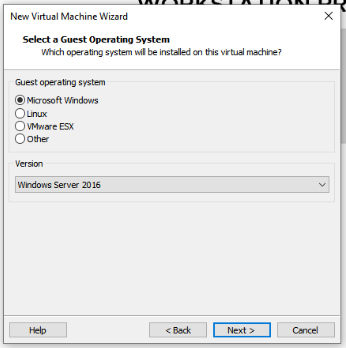 WORKSTATION PR
New Virtual Machine Wizard
Select a Guest Operating System
Which operating system will be installed on this virtual machine?
Guest operating system
Microsoft Windows
Linux
VMware ESX
Other
Version
Windows Server 2016
Help
< Back
Next >
Cancel